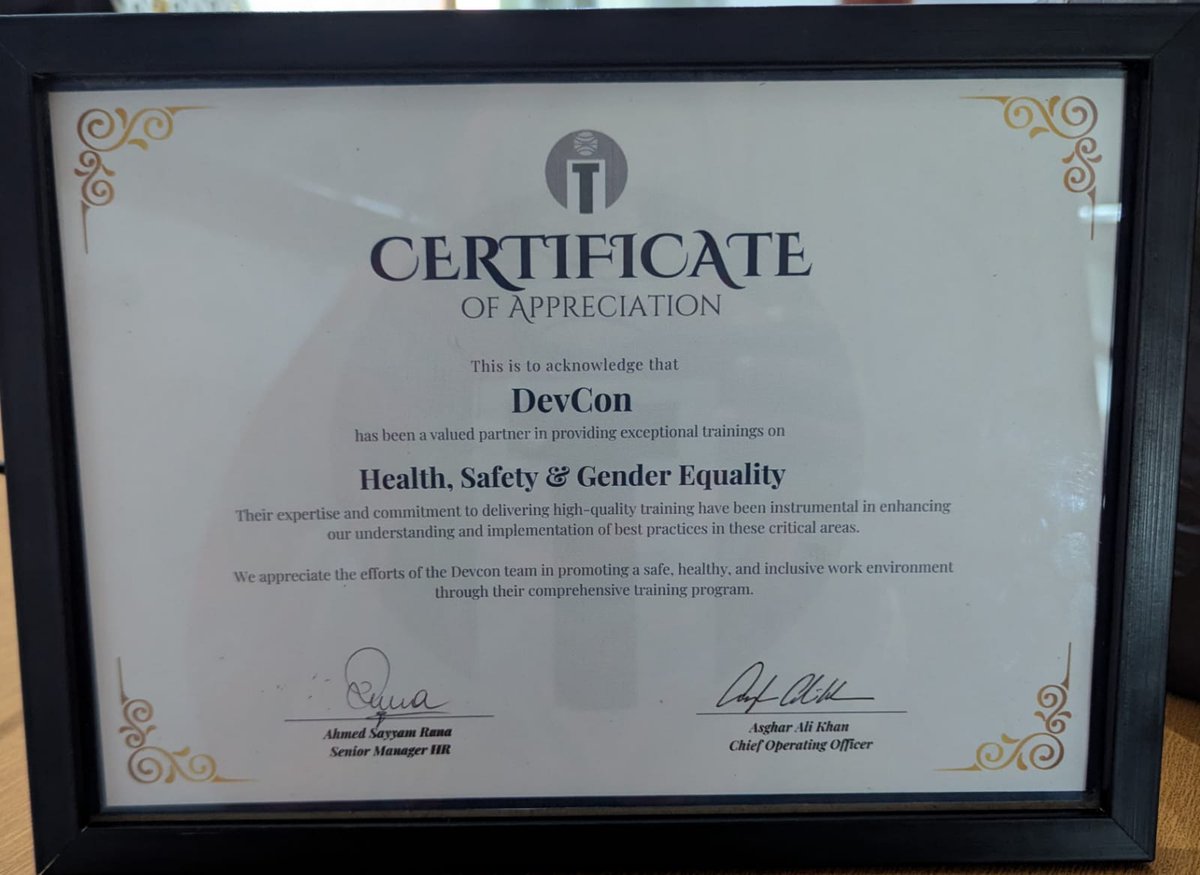 T
CERTIFICATE
OF APPRECIATION
This is to acknowledge that
DevCon
has been a valued partner in providing exceptional trainings on
Health, Safety & Gender Equality
Their expertise and commitment to delivering high-quality training have been instrumental in enhancing
our understanding and implementation of best practices in these critical areas.
We appreciate the efforts of the Devcon team in promoting a safe, healthy, and inclusive work environment
through their comprehensive training program.
Ahmed Sayyam Rana
Senior Manager HR
Asghar Ali Khan
Chief Operating Officer